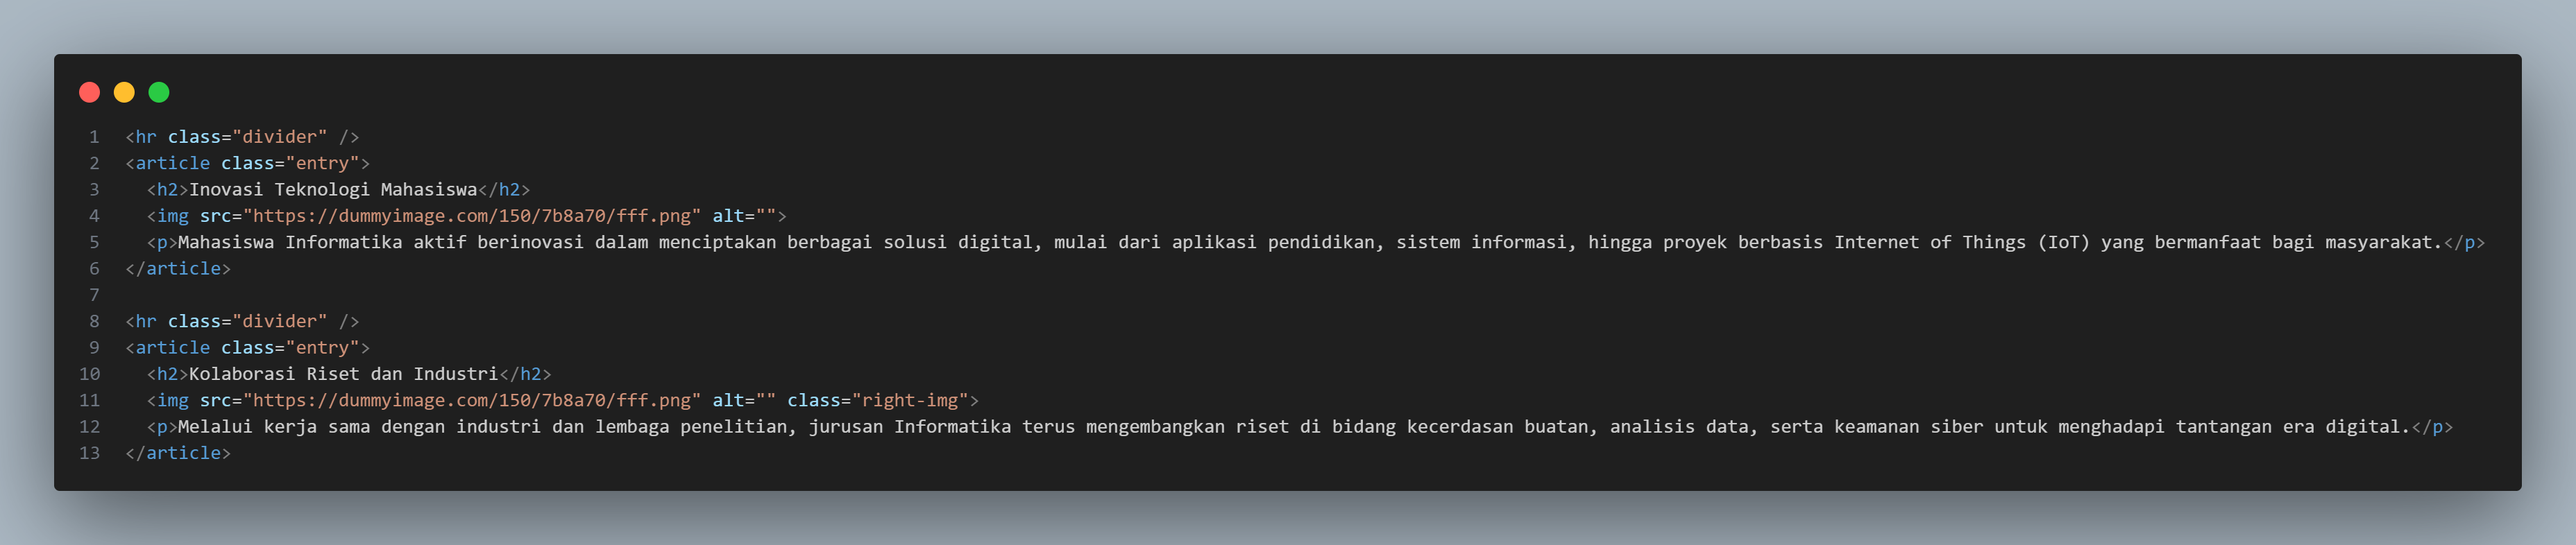 1 <hr class="divider" />
2 <article class="entry">
3   <h2>Inovasi Teknologi Mahasiswa</h2>
4   <img src="https://dummyimage.com/150/7b8a70/fff.png" alt="">
5   <p>Mahasiswa Informatika aktif berinovasi dalam menciptakan berbagai solusi digital, mulai dari aplikasi pendidikan, sistem informasi, hingga proyek berbasis Internet of Things (IoT) yang bermanfaat bagi masyarakat.</p>
6 </article>
7
8 <hr class="divider" />
9 <article class="entry">
10   <h2>Kolaborasi Riset dan Industri</h2>
11   <img src="https://dummyimage.com/150/7b8a70/fff.png" alt="" class="right-img">
12   <p>Melalui kerja sama dengan industri dan lembaga penelitian, jurusan Informatika terus mengembangkan riset di bidang kecerdasan buatan, analisis data, serta keamanan siber untuk menghadapi tantangan era digital.</p>
13 </article>